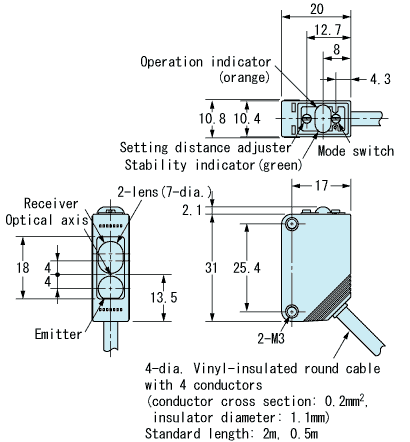 20
12.7
8
4.3
Operation indicator
(orange)
10.8
10.4
Setting distance adjuster
Stability indicator(green)
Mode switch
Receiver
Optical axis
2-lens(7-dia.)
17
2.1
18
4
4
31
25.4
13.5
Emitter
2-M3
4-dia. Vinyl-insulated round cable
with 4 conductors
(conductor cross section: 0.2mm²,
insulator diameter: 1.1mm)
Standard length: 2m, 0.5m